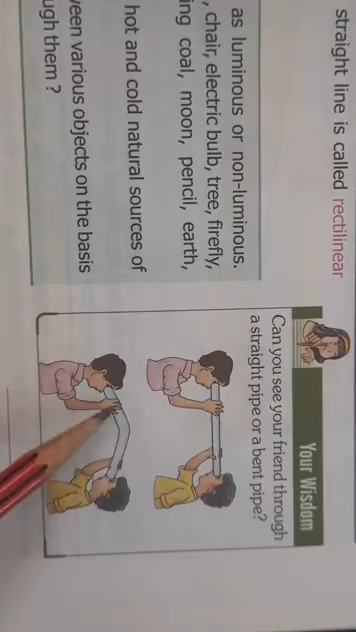 straight line is called rectilinear
as luminous or non-luminous.
, chair, electric bulb, tree, firefly,
ing coal, moon, pencil, earth,
hot and cold natural sources of
veen various objects on the basis
ugh them ?
Your Wisdom
Can you see your friend through
a straight pipe or a bent pipe?